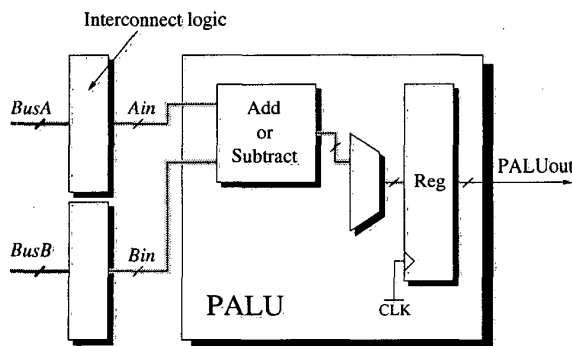 Interconnect logic
BusA
Ain
Add
or
Subtract
PALUout
Reg
BusB
Bin
PALU
CLK